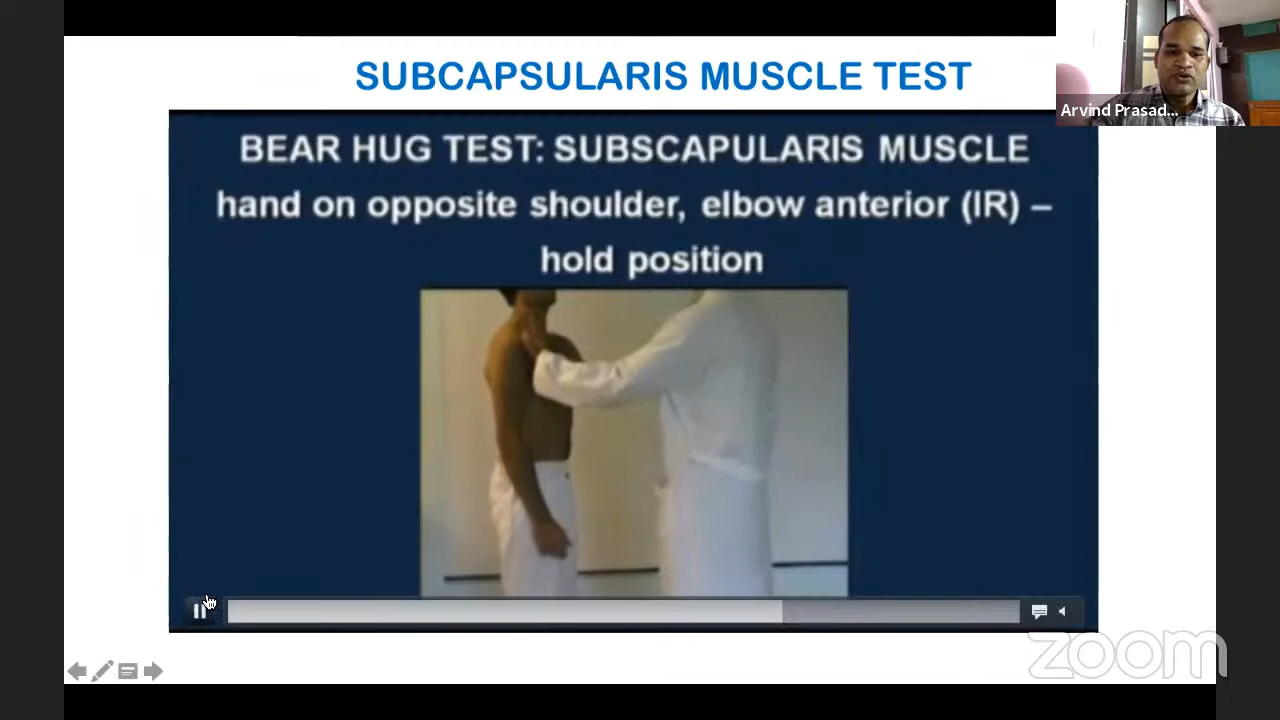 SUBCAPSULARIS MUSCLE TEST
Arvind Prasad...
BEAR HUG TEST: SUBSCAPULARIS MUSCLE
hand on opposite shoulder, elbow anterior (IR) –
hold position
zoom